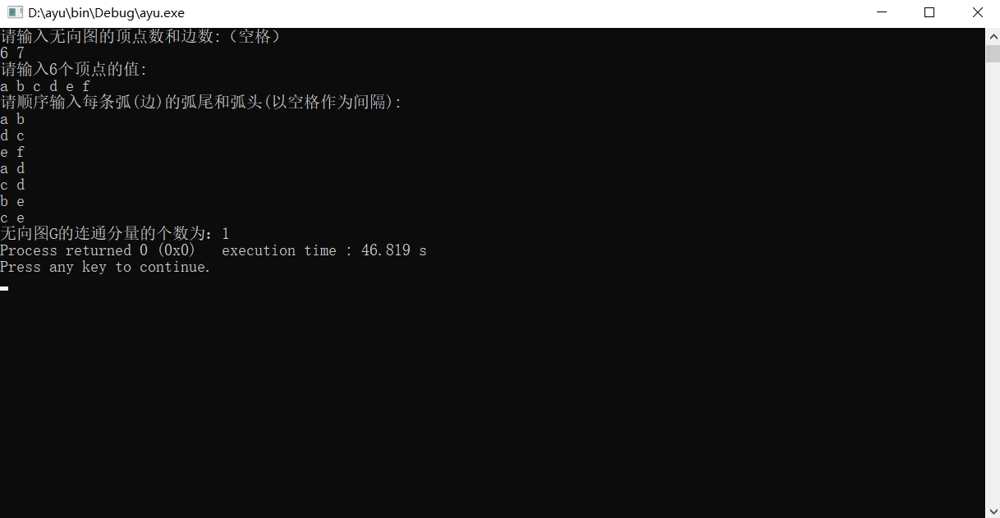 D:\ayu\bin\Debug\ayu.exe
请输入无向图的顶点数和边数:（空格）
6 7
请输入6个顶点的值:
a b c d e f
请顺序输入每条弧(边)的弧尾和弧头(以空格作为间隔):
a b
d c
e f
a d
c d
b e
c e
无向图G的连通分量的个数为：1
Process returned 0 (0x0)   execution time : 46.819 s
Press any key to continue.